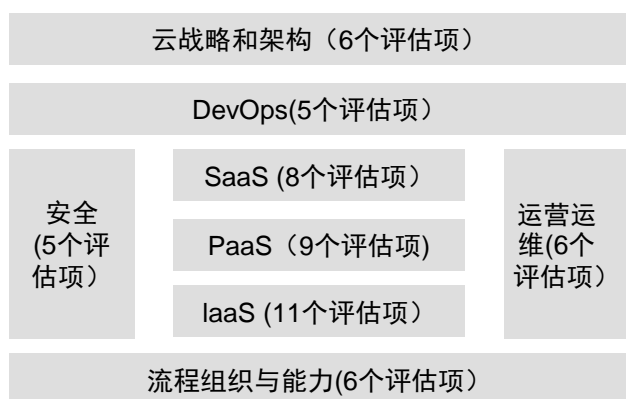 云战略和架构（6个评估项）
DevOps(5个评估项）
安全
(5个评
估项）
SaaS (8个评估项）
PaaS（9个评估项)
IaaS (11个评估项）
运营运
维(6个
评估项）
流程组织与能力(6个评估项）